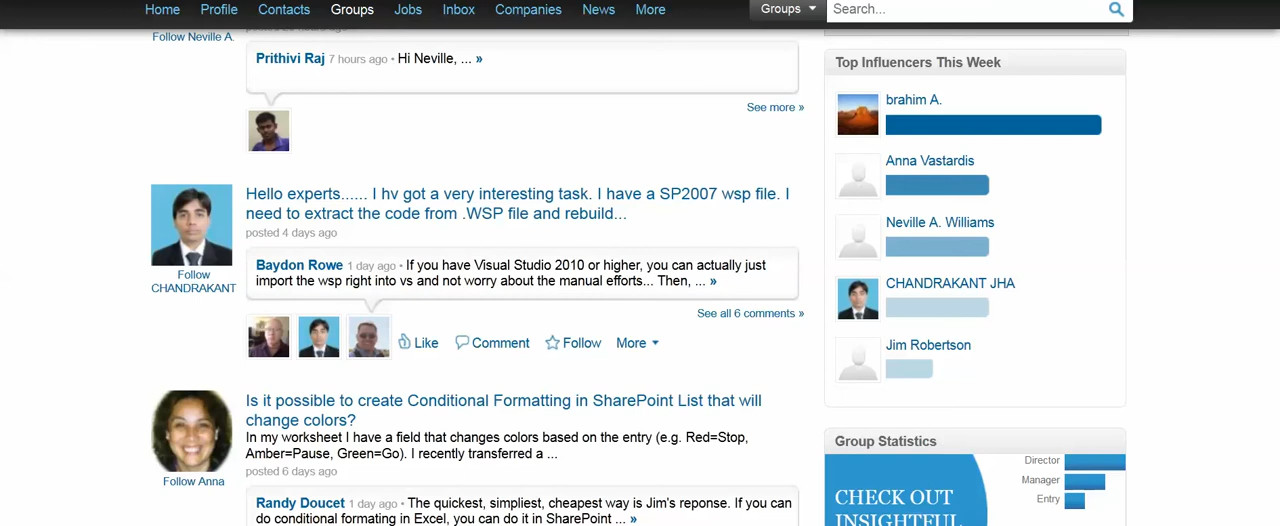 Home Profile Contacts Groups Jobs Inbox Companies News More Groups Search...
Follow Neville A.
Prithivi Raj 7 hours ago • Hi Neville, ... »
See more »
Hello experts...... I hv got a very interesting task. I have a SP2007 wsp file. I
need to extract the code from .WSP file and rebuild...
posted 4 days ago
Follow
CHANDRAKANT
Baydon Rowe 1 day ago • If you have Visual Studio 2010 or higher, you can actually just
import the wsp right into vs and not worry about the manual efforts... Then, ... »
See all 6 comments »
Like Comment Follow More
Is it possible to create Conditional Formatting in SharePoint List that will
change colors?
In my worksheet I have a field that changes colors based on the entry (e.g. Red=Stop,
Amber=Pause, Green=Go). I recently transferred a ...
posted 6 days ago
Follow Anna
Randy Doucet 1 day ago • The quickest, simpliest, cheapest way is Jim's reponse. If you can
do conditional formating in Excel, you can do it in SharePoint ... »
Top Influencers This Week
brahim A.
Anna Vastardis
Neville A. Williams
CHANDRAKANT JHA
Jim Robertson
Group Statistics
Director
Manager
Entry
CHECK OUT
INSIGHTFUL